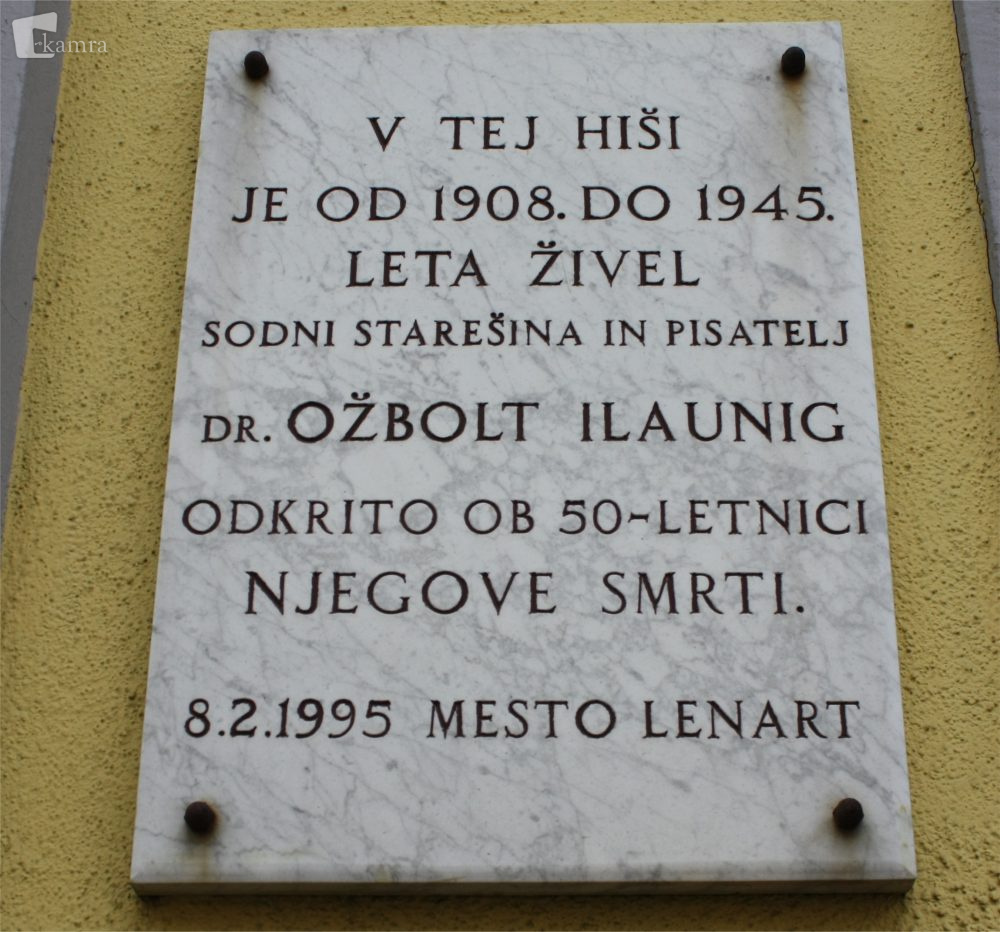 kamra
V TEJ HIŠI
JE OD 1908. DO 1945.
LETA ŽIVEL
SODNI STAREŠINA IN PISATELJ
DR. OŽBOLT ILAUNIG
ODKRITO OB 50-LETNICI
NJEGOVE SMRTI.
8.2.1995 MESTO LENART